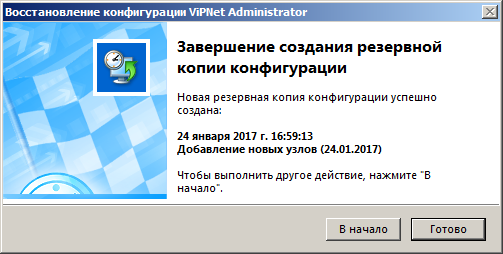 Восстановление конфигурации ViPNet Administrator
Завершение создания резервной
копии конфигурации
Новая резервная копия конфигурации успешно
создана:
24 января 2017 г. 16:59:13
Добавление новых узлов (24.01.2017)
Чтобы выполнить другое действие, нажмите "В
начало".
В начало
Готово